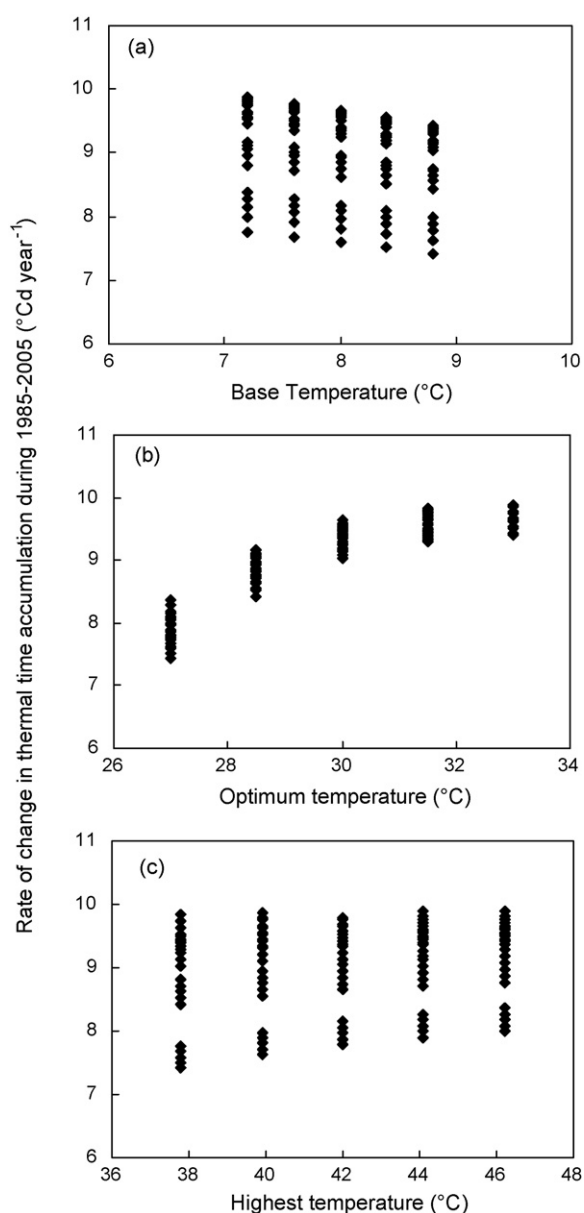 Rate of change in thermal time accumulation during 1985-2005 (°Cd year⁻¹)
(a)
11
10
9
8
7
6
6 7 8 9 10
Base Temperature (°C)
(b)
11
10
9
8
7
6
26 28 30 32 34
Optimum temperature (°C)
(c)
11
10
9
8
7
6
36 38 40 42 44 46 48
Highest temperature (°C)